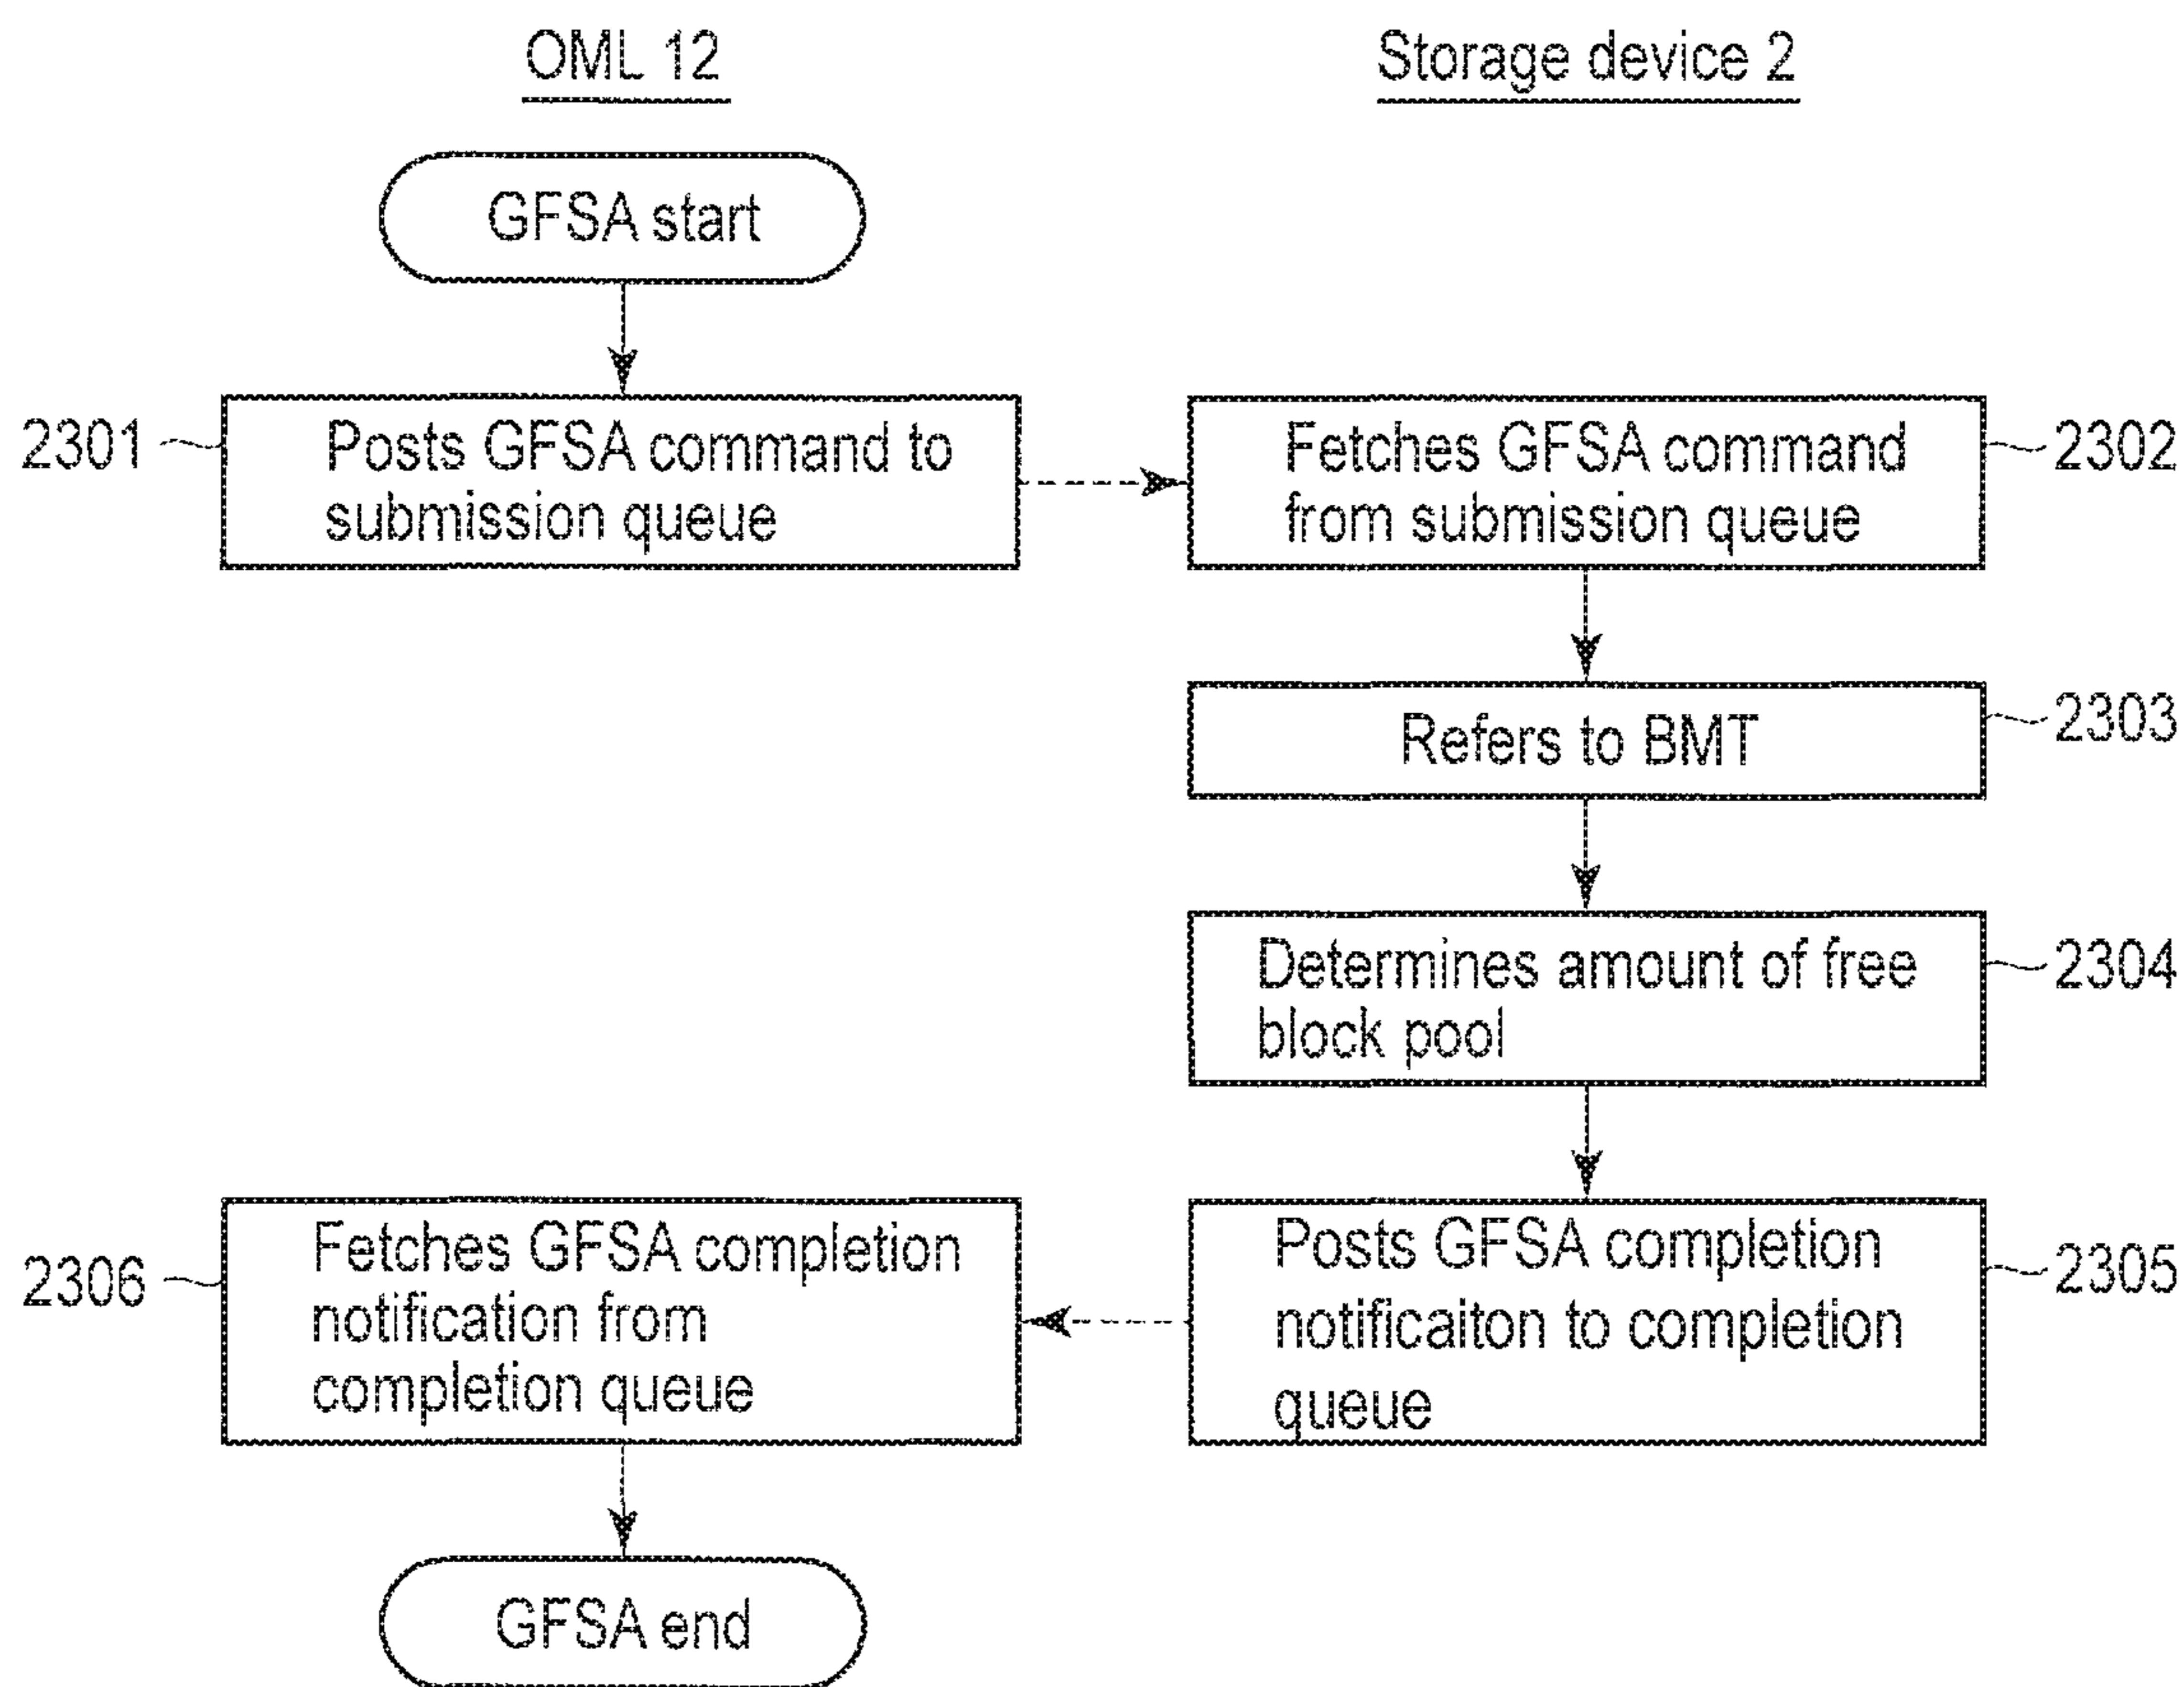 OML 12
Storage device 2
GFSA start
2301
Posts GFSA command to
submission queue
Fetches GFSA command
from submission queue
2302
Refers to BMT
2303
Determines amount of free
block pool
2304
2306
Fetches GFSA completion
notification from
completion queue
Posts GFSA completion
notificaiton to completion
queue
2305
GFSA end